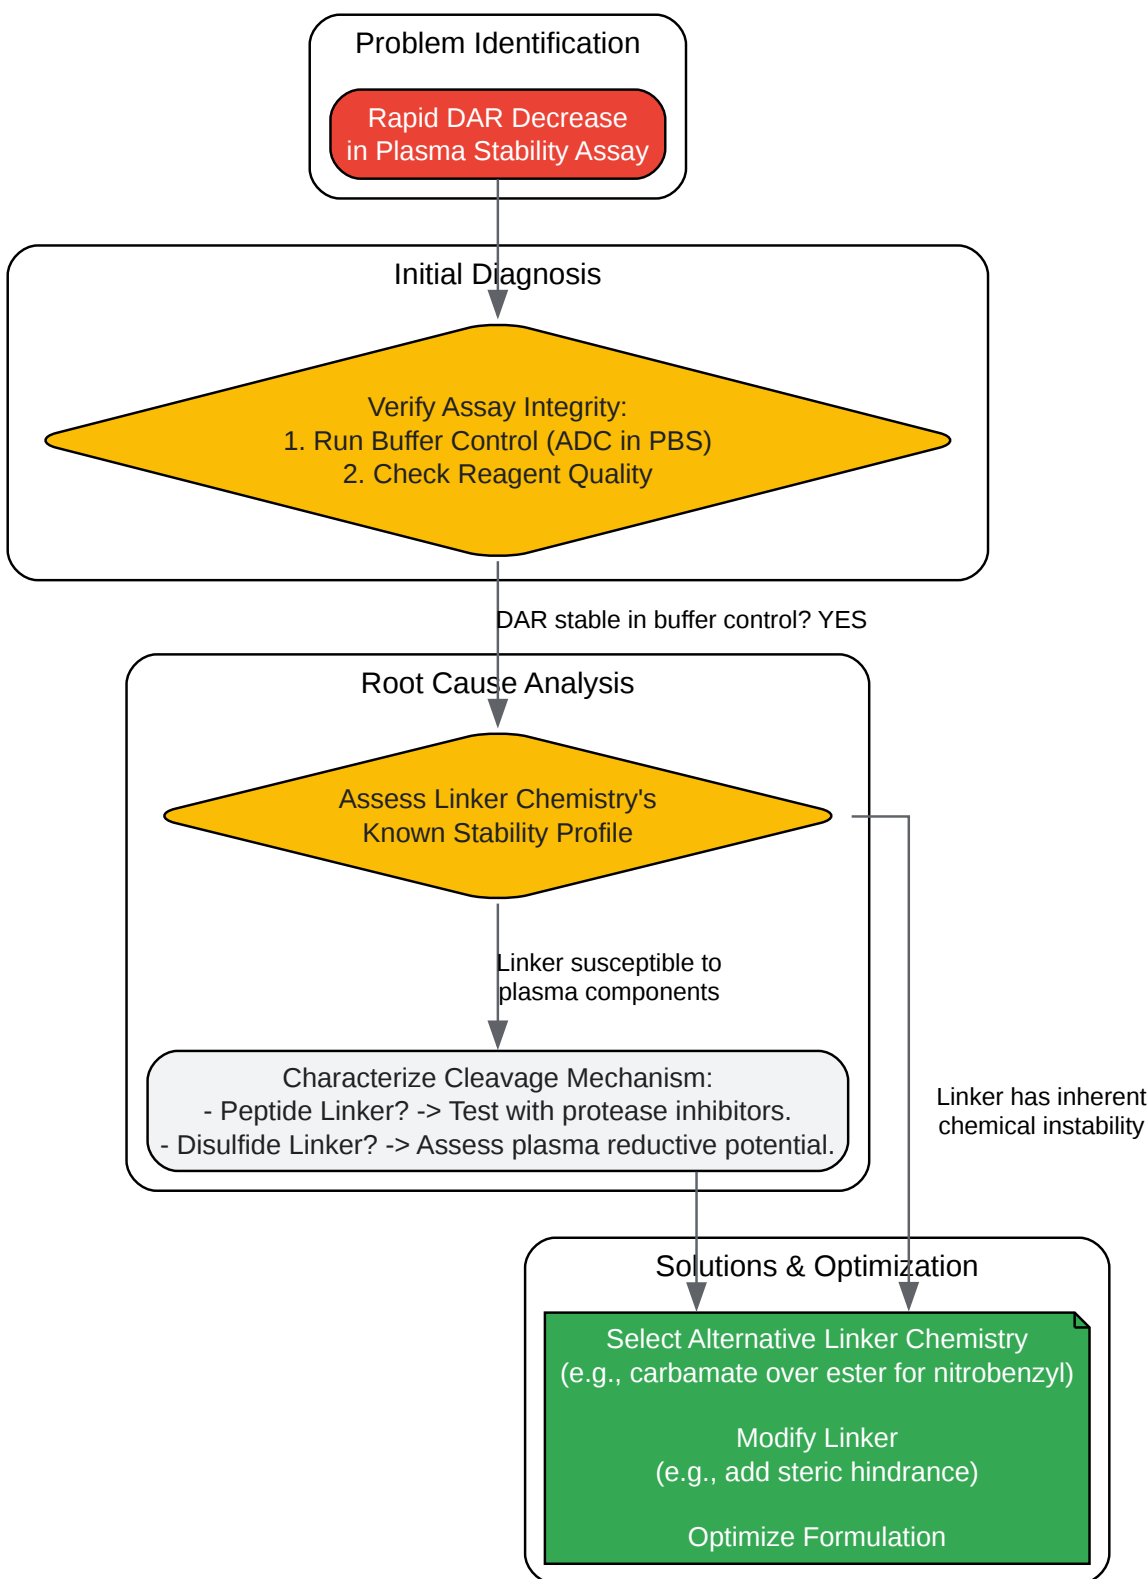 Problem Identification
Rapid DAR Decrease
in Plasma Stability Assay
Initial Diagnosis
Verify Assay Integrity:
1. Run Buffer Control (ADC in PBS)
2. Check Reagent Quality
DAR stable in buffer control? YES
Root Cause Analysis
Assess Linker Chemistry's
Known Stability Profile
Linker susceptible to
plasma components
Characterize Cleavage Mechanism:
- Peptide Linker? -> Test with protease inhibitors.
- Disulfide Linker? -> Assess plasma reductive potential.
Linker has inherent
chemical instability
Solutions & Optimization
Select Alternative Linker Chemistry
(e.g., carbamate over ester for nitrobenzyl)
Modify Linker
(e.g., add steric hindrance)
Optimize Formulation